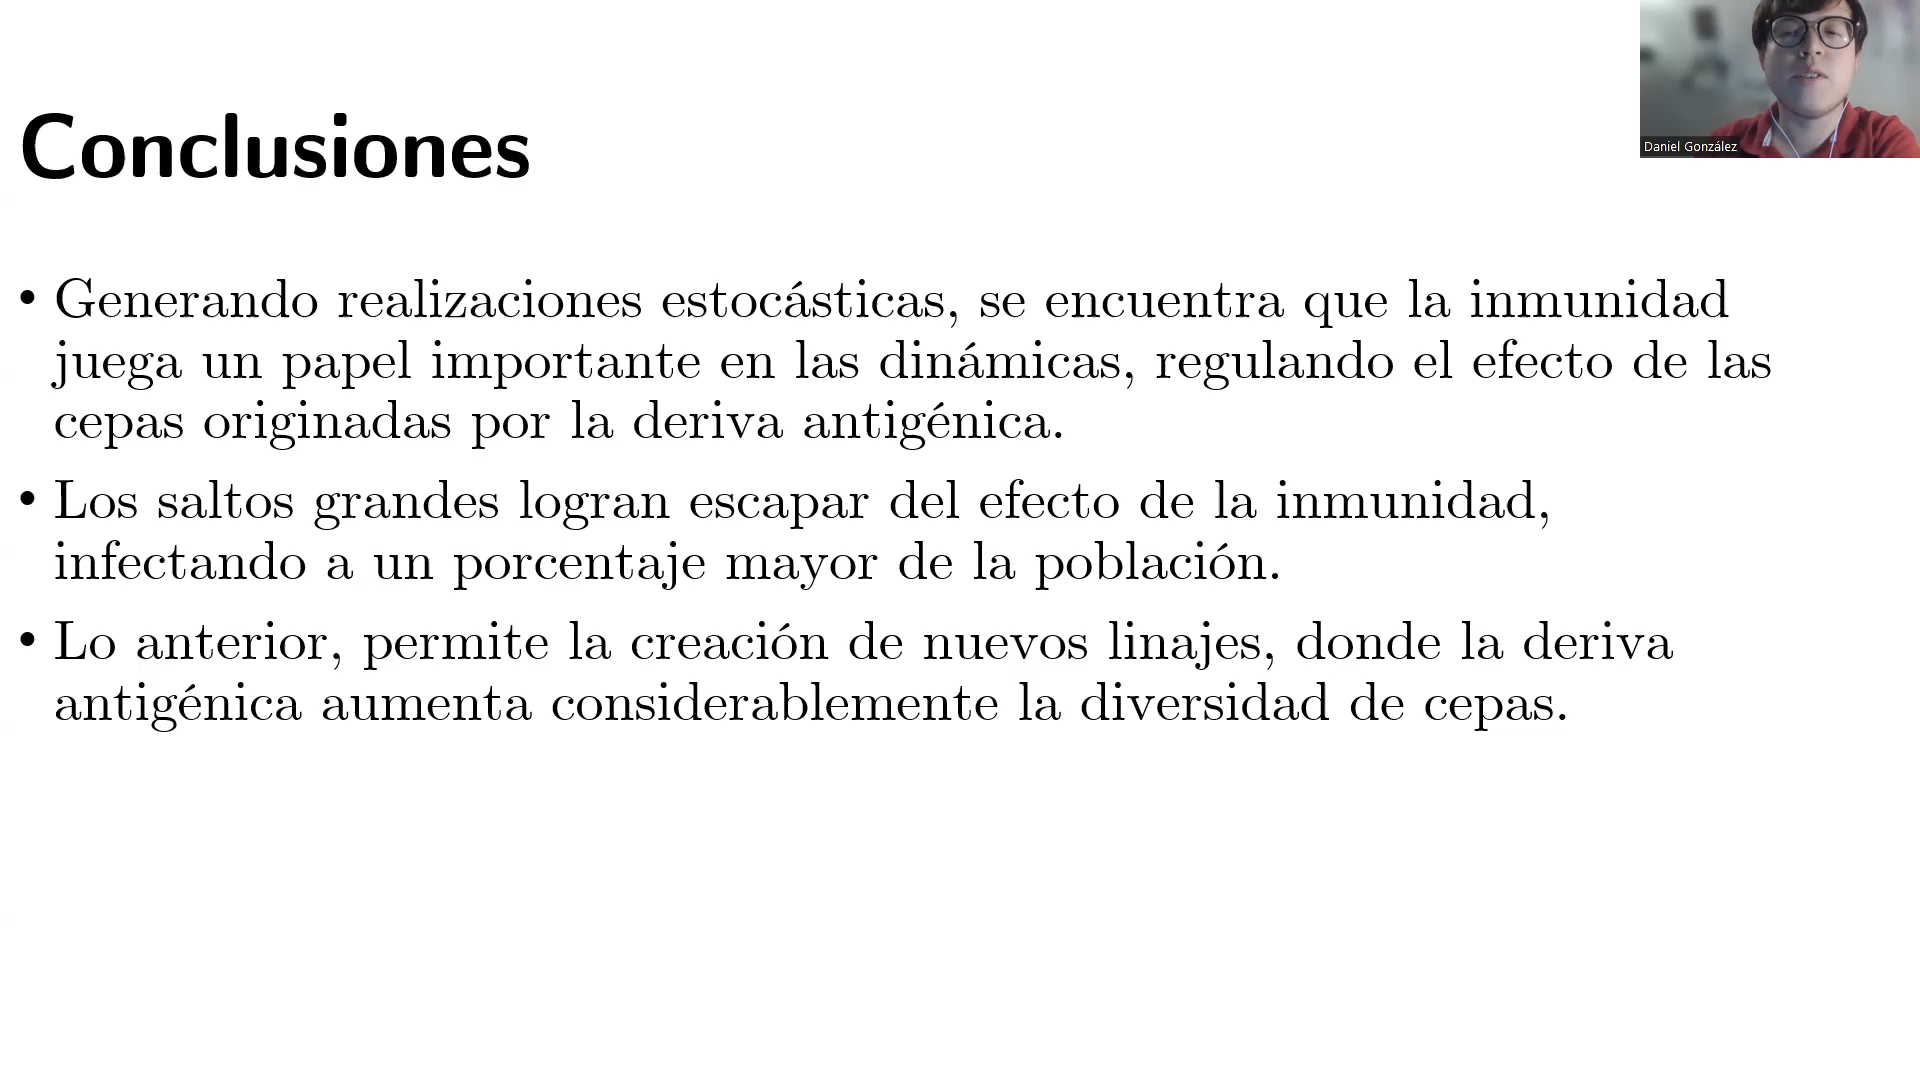 Conclusiones
Daniel González
• Generando realizaciones estocásticas, se encuentra que la inmunidad
juega un papel importante en las dinámicas, regulando el efecto de las
cepas originadas por la deriva antigénica.
• Los saltos grandes logran escapar del efecto de la inmunidad,
infectando a un porcentaje mayor de la población.
• Lo anterior, permite la creación de nuevos linajes, donde la deriva
antigénica aumenta considerablemente la diversidad de cepas.